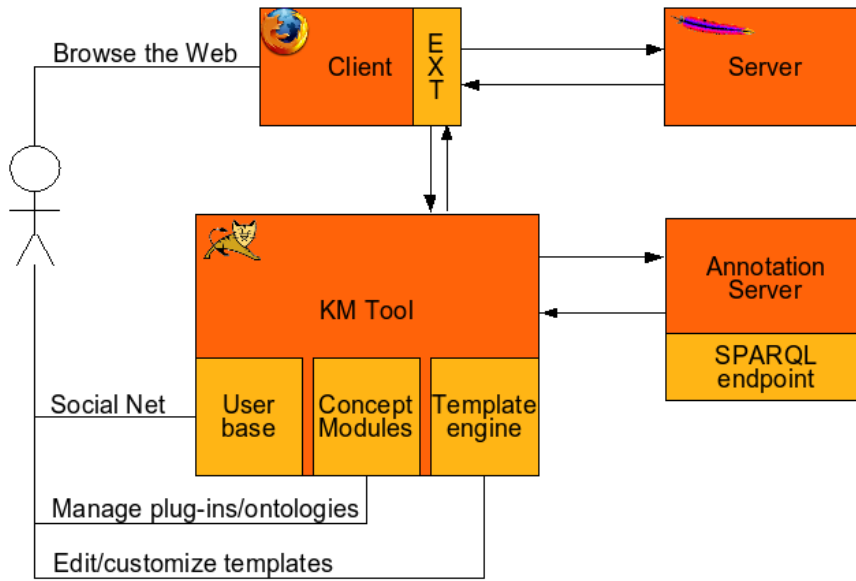 Browse the Web
Client
E
X
T
Server
KM Tool
Annotation
Server
SPARQL
endpoint
Social Net
User
base
Concept
Modules
Template
engine
Manage plug-ins/ontologies
Edit/customize templates